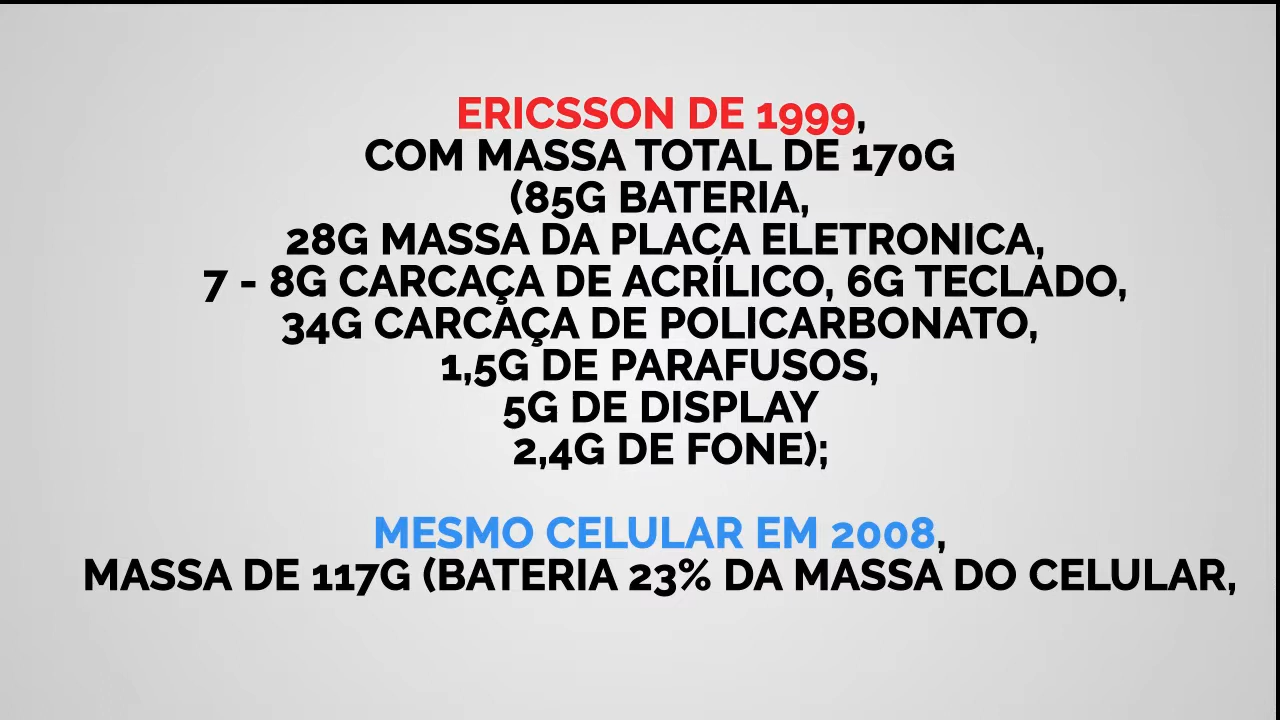 ERICSSON DE 1999,
COM MASSA TOTAL DE 170G
(85G BATERIA,
28G MASSA DA PLACA ELETRONICA,
7 - 8G CARCAÇA DE ACRÍLICO, 6G TECLADO,
34G CARCAÇA DE POLICARBONATO,
1,5G DE PARAFUSOS,
5G DE DISPLAY
2,4G DE FONE);
MESMO CELULAR EM 2008,
MASSA DE 117G (BATERIA 23% DA MASSA DO CELULAR,